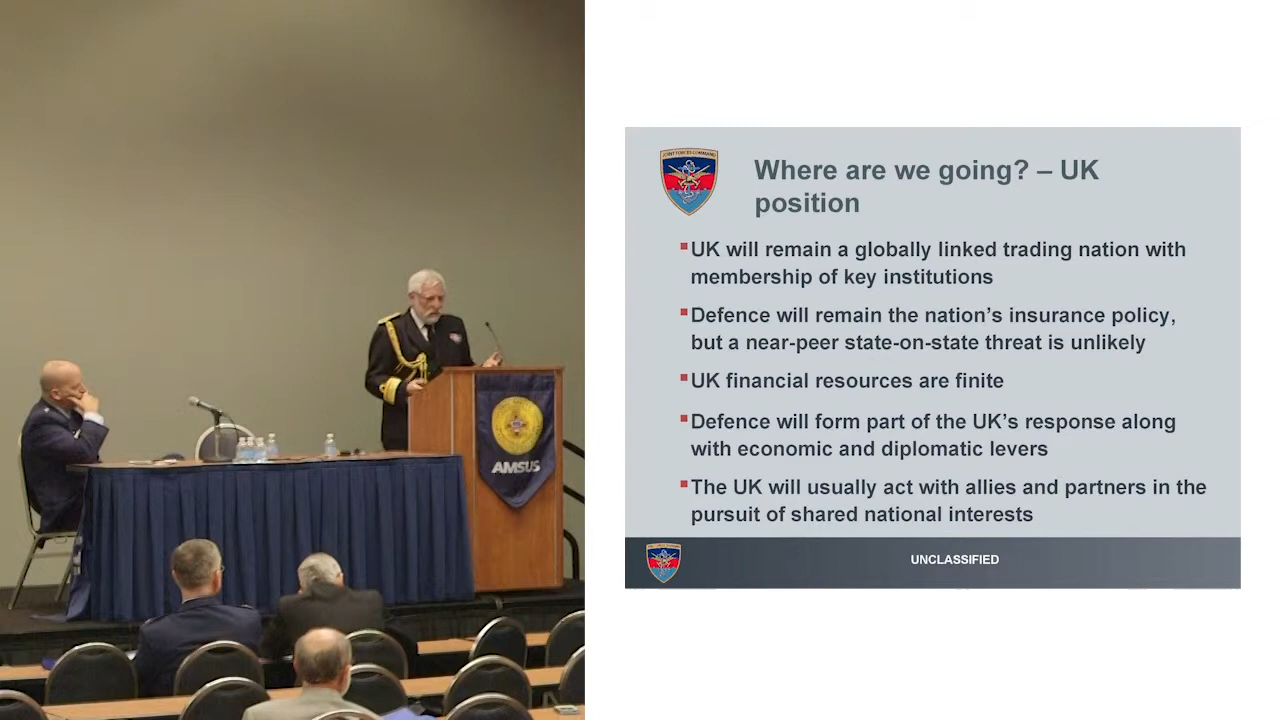 JOINT FORCES COMMAND
Where are we going? – UK
position
UK will remain a globally linked trading nation with
membership of key institutions
Defence will remain the nation's insurance policy,
but a near-peer state-on-state threat is unlikely
UK financial resources are finite
Defence will form part of the UK's response along
with economic and diplomatic levers
The UK will usually act with allies and partners in the
pursuit of shared national interests
UNCLASSIFIED
AMSUS